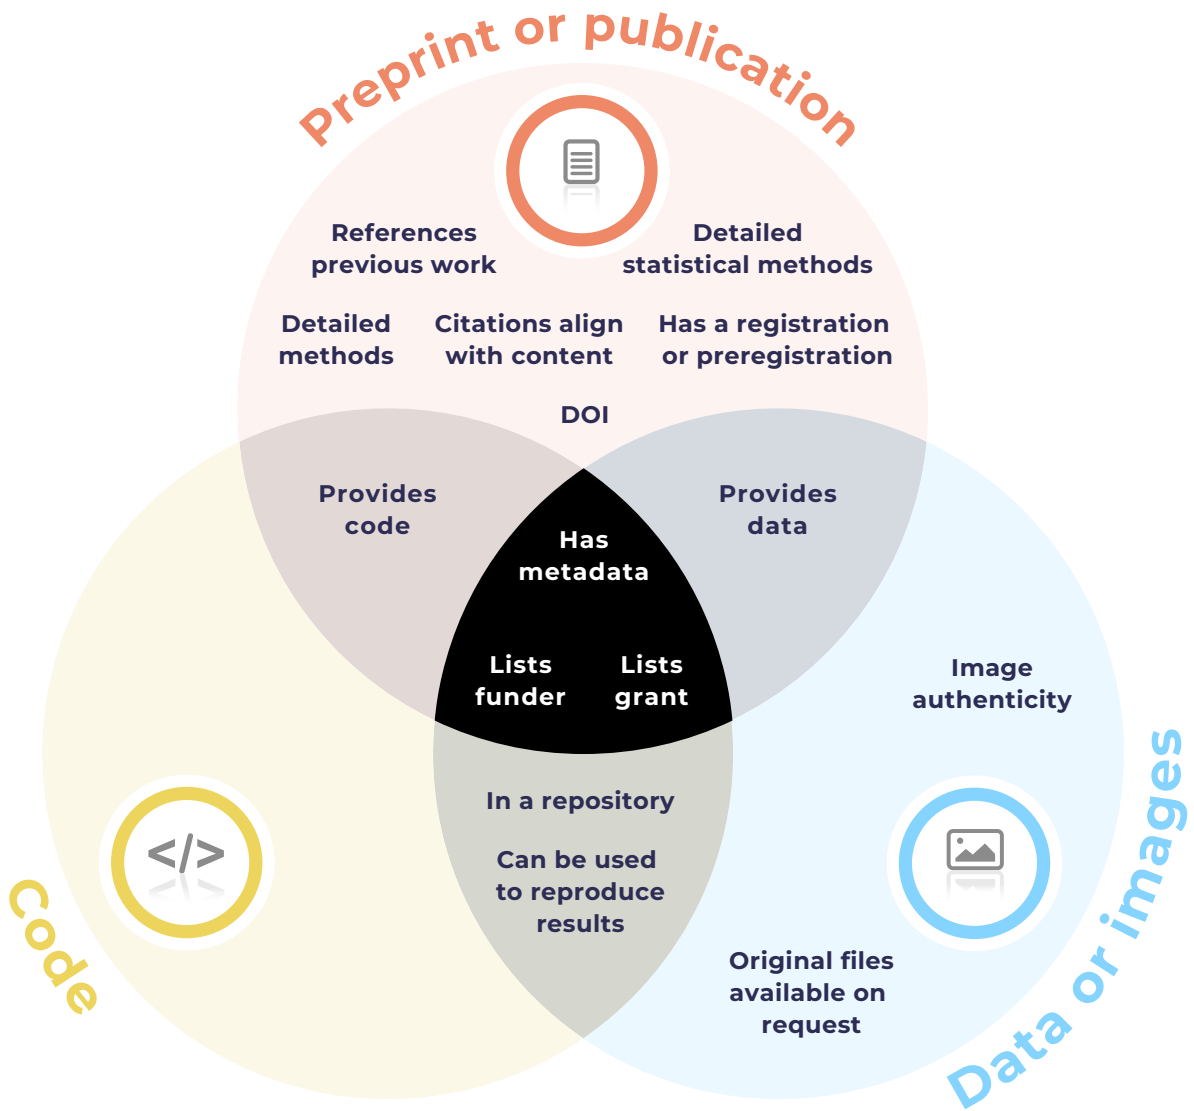 Preprint or publication
References
previous work
Detailed
statistical methods
Detailed
methods
Citations align
with content
Has a registration
or preregistration
DOI
Provides
code
Provides
data
Has
metadata
Lists
funder
Lists
grant
Image
authenticity
In a repository
Can be used
to reproduce
results
</>
Original files
available on
request
Code
Data or images